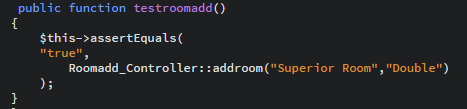 public function testroomadd()
{
$this->assertEquals(
"true",
Roomadd_Controller::addroom("Superior Room","Double")
);
}